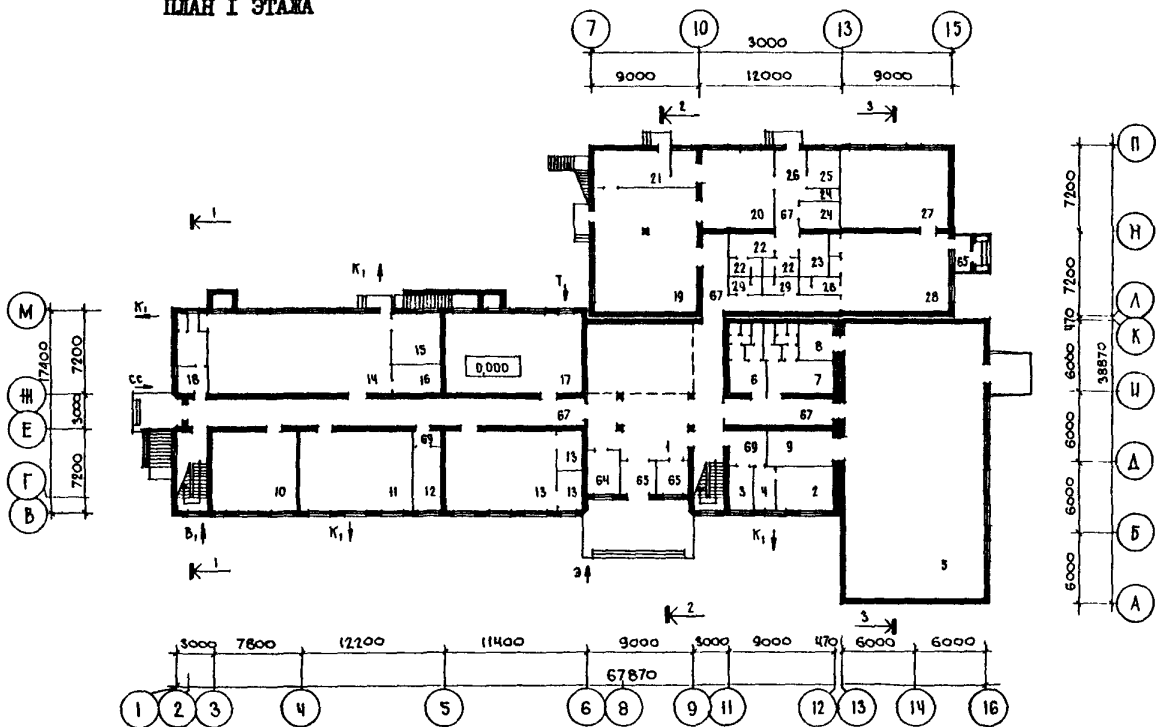 ПЛАН I ЭТАЖА
7 10 13 15
3000
9000 12000 9000
2 3
П
21 26 25
24
7200
1
20 67 24 27
Н
К₁ 22 23 65
22 22
7200
Т₁ 29 29 28
19 67 28
М Л
К₁ 470
К
15 8
17400 7200 0,000 6000 38870
18 14 16 17 6 7
СС И
Ж
3000 67 67
Е
69 1 69 9 6000
13 Д
7200 64 65 65
Г 10 11 12 13 13 3 4 2
В 6000
В₁ К₁ К₁ Б
5
1 Э 6000
А
2 3
3000 7800 12200 11400 9000 3000 9000 470 6000 6000
67870
1 2 3 4 5 6 8 9 11 12 13 14 16